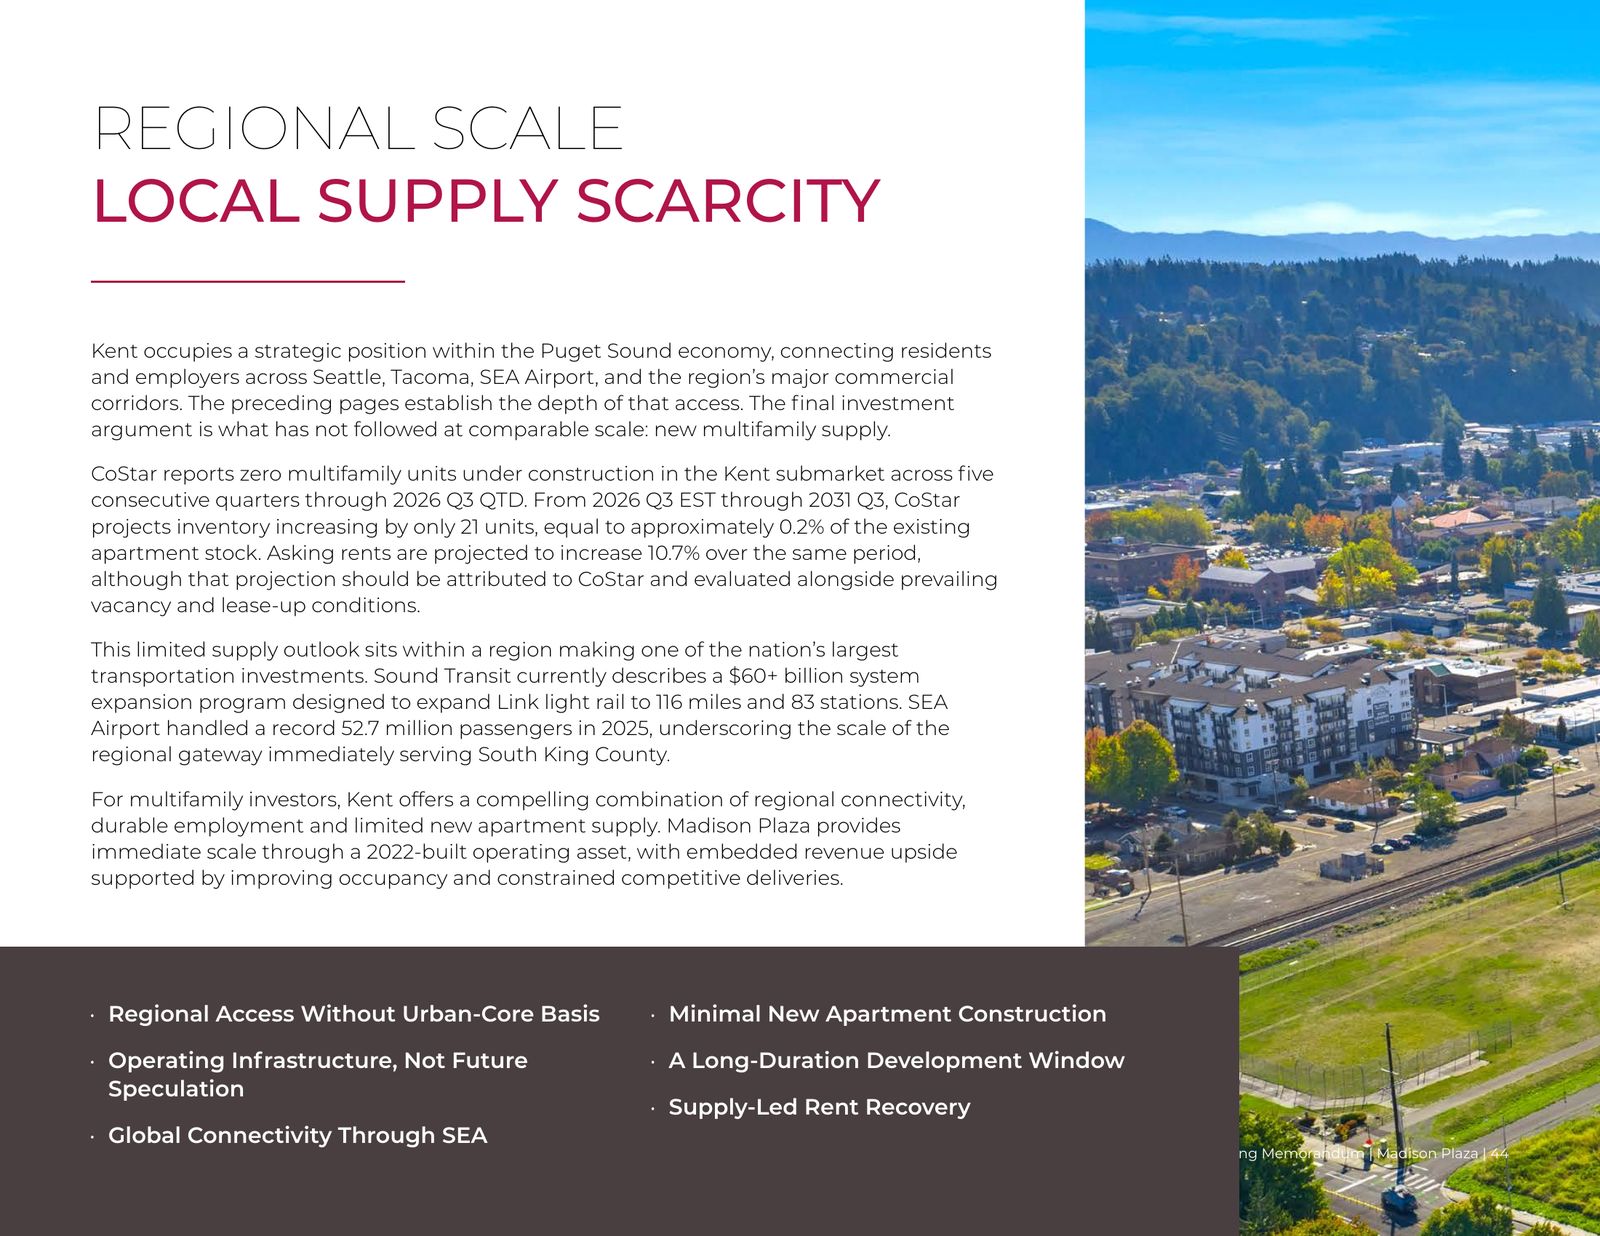 REGIONAL SCALE
LOCAL SUPPLY SCARCITY
Kent occupies a strategic position within the Puget Sound economy, connecting residents
and employers across Seattle, Tacoma, SEA Airport, and the region's major commercial
corridors. The preceding pages establish the depth of that access. The final investment
argument is what has not followed at comparable scale: new multifamily supply.
CoStar reports zero multifamily units under construction in the Kent submarket across five
consecutive quarters through 2026 Q3 QTD. From 2026 Q3 EST through 2031 Q3, CoStar
projects inventory increasing by only 21 units, equal to approximately 0.2% of the existing
apartment stock. Asking rents are projected to increase 10.7% over the same period,
although that projection should be attributed to CoStar and evaluated alongside prevailing
vacancy and lease-up conditions.
This limited supply outlook sits within a region making one of the nation's largest
transportation investments. Sound Transit currently describes a $60+ billion system
expansion program designed to expand Link light rail to 116 miles and 83 stations. SEA
Airport handled a record 52.7 million passengers in 2025, underscoring the scale of the
regional gateway immediately serving South King County.
For multifamily investors, Kent offers a compelling combination of regional connectivity,
durable employment and limited new apartment supply. Madison Plaza provides
immediate scale through a 2022-built operating asset, with embedded revenue upside
supported by improving occupancy and constrained competitive deliveries.
· Regional Access Without Urban-Core Basis
· Operating Infrastructure, Not Future
Speculation
· Global Connectivity Through SEA
· Minimal New Apartment Construction
· A Long-Duration Development Window
· Supply-Led Rent Recovery
ng Memorandum | Madison Plaza | 44